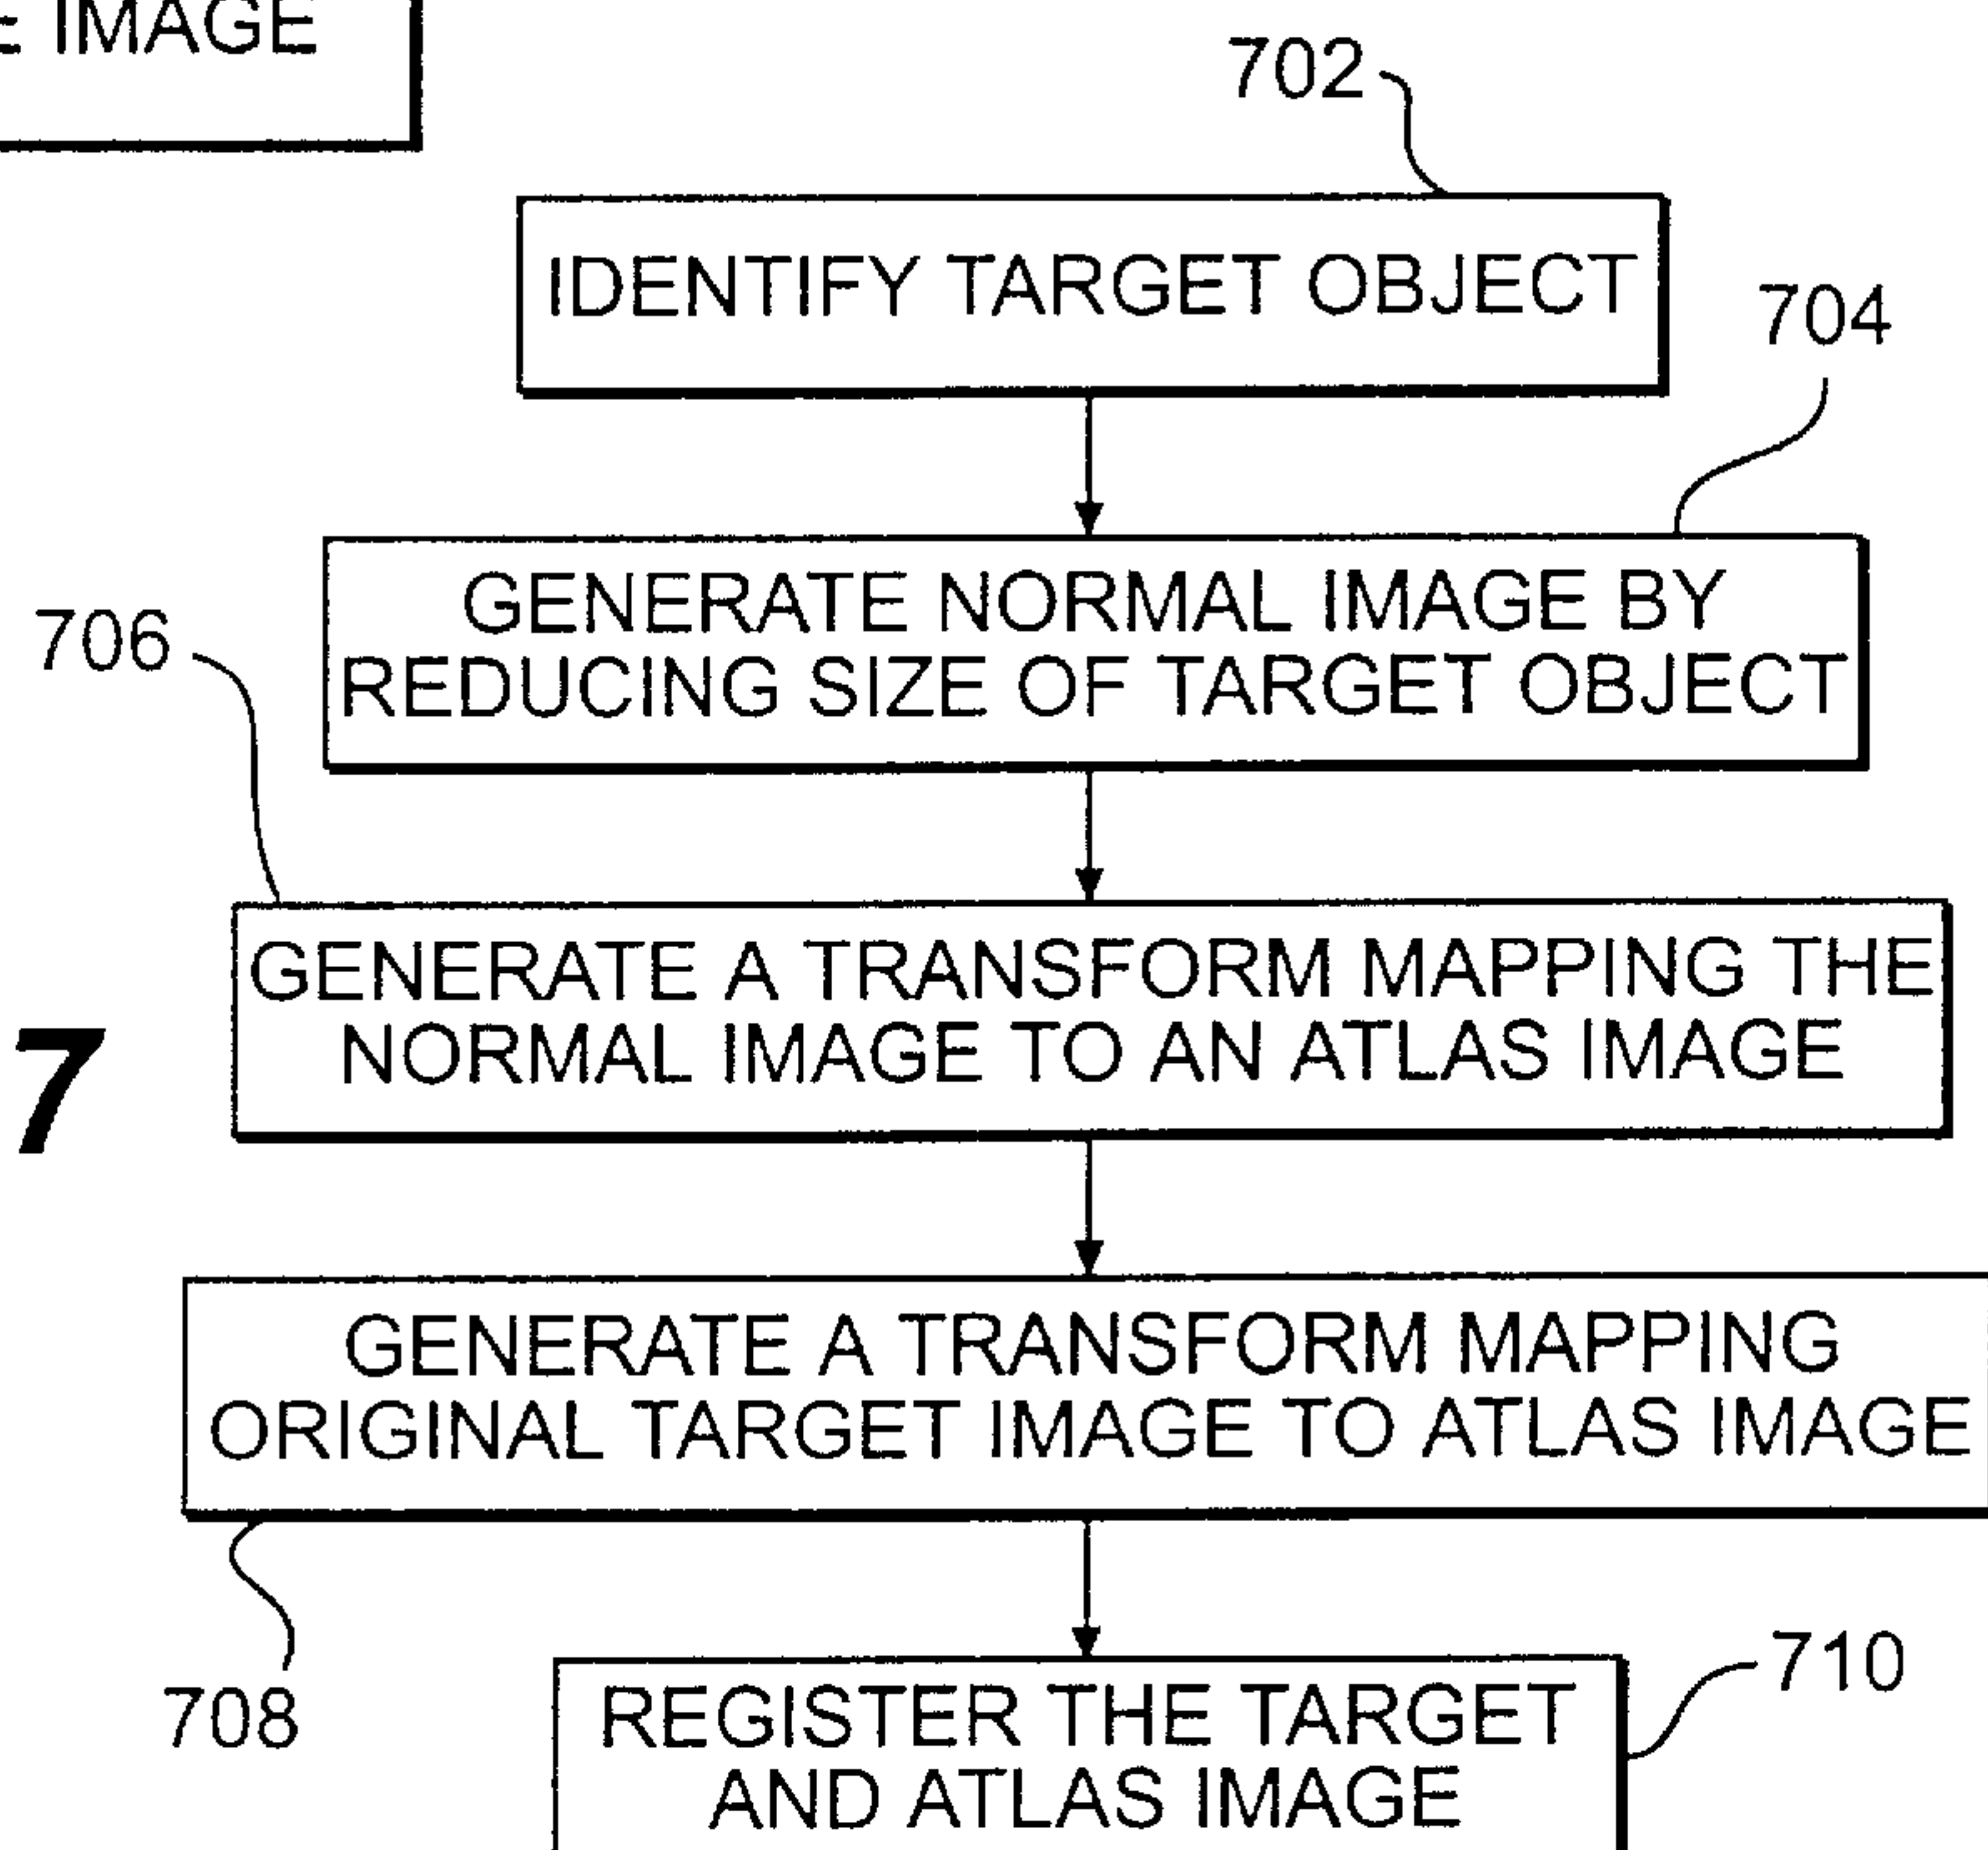 IMAGE
702
IDENTIFY TARGET OBJECT
704
GENERATE NORMAL IMAGE BY
REDUCING SIZE OF TARGET OBJECT
706
GENERATE A TRANSFORM MAPPING THE
NORMAL IMAGE TO AN ATLAS IMAGE
7
GENERATE A TRANSFORM MAPPING
ORIGINAL TARGET IMAGE TO ATLAS IMAGE
708
REGISTER THE TARGET
AND ATLAS IMAGE
710